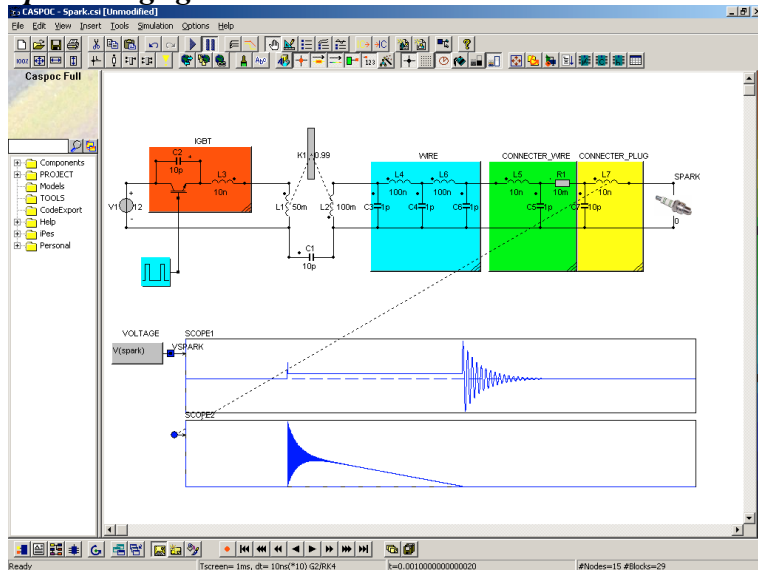 CASPOC - Spark.csi [Unmodified]
File Edit View Insert Tools Simulation Options Help
Caspoc Full
Components
PROJECT
Models
TOOLS
CodeExport
Help
iPes
Personal
IGBT
C2
10p
L3
10n
V1
12
K1
0.99
L1
50m
L2
100m
C1
10p
WIRE
L4
100n
L6
100n
C3
1p
C4
1p
C6
1p
CONNECTER_WIRE
L5
10n
R1
10m
C5
1p
CONNECTER_PLUG
L7
10n
C7
10p
SPARK
0
VOLTAGE
V(spark)
VSPARK
SCOPE1
SCOPE2
Ready
Tscreen= 1ms, dt= 10ns(*10) G2/RK4
t=0.0010000000000020
#Nodes=15 #Blocks=29